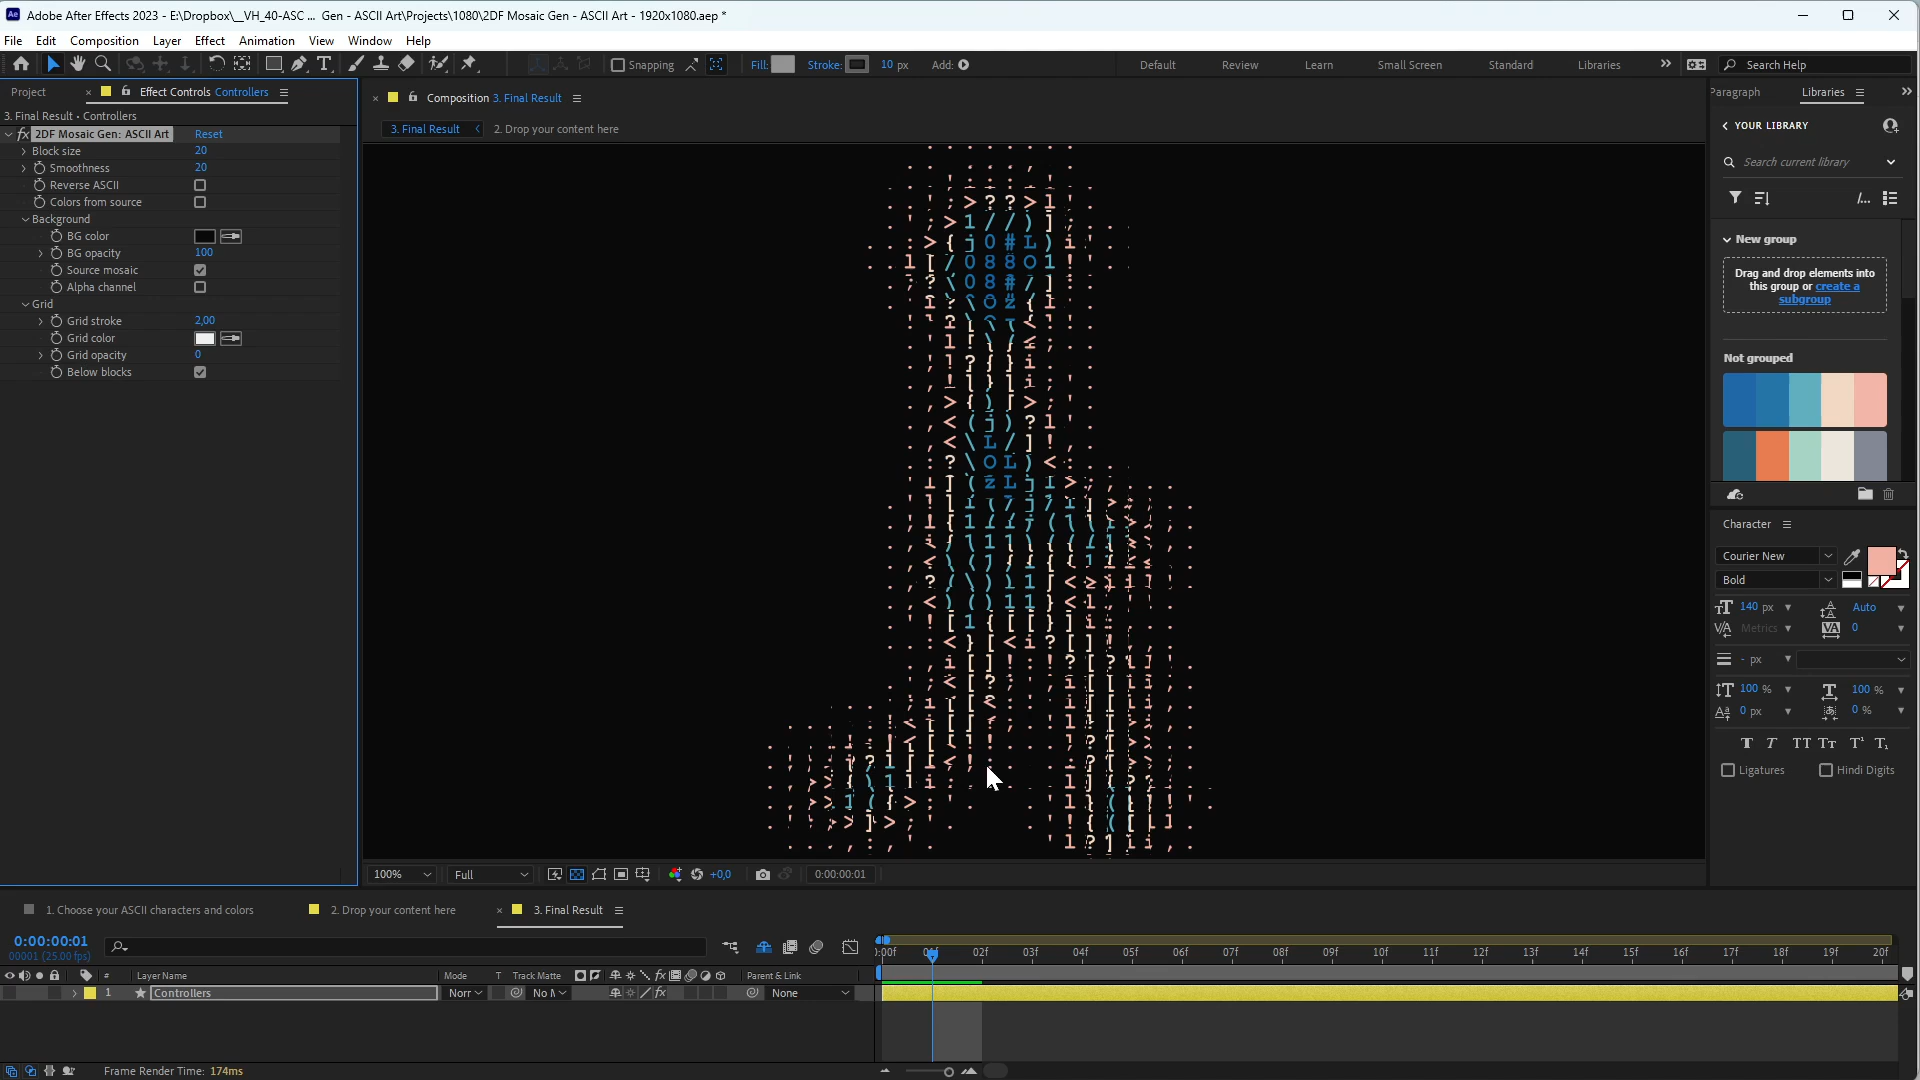 Adobe After Effects 2023 - E:\Dropbox\__VH_40-ASC ... Gen - ASCII Art\Projects\1080\2DF Mosaic Gen - ASCII Art - 1920x1080.aep *
File Edit Composition Layer Effect Animation View Window Help
Snapping Fill: Stroke: 10 px Add: Default Review Learn Small Screen Standard Libraries Search Help
Project Effect Controls Controllers
3. Final Result • Controllers
fx 2DF Mosaic Gen: ASCII Art Reset
Block size 20
Smoothness 20
Reverse ASCII
Colors from source
Background
BG color
BG opacity 100
Source mosaic
Alpha channel
Grid
Grid stroke 2,00
Grid color
Grid opacity 0
Below blocks
Composition 3. Final Result
3. Final Result 2. Drop your content here
100% Full +0,0 0:00:00:01
Paragraph Libraries
YOUR LIBRARY
Search current library
New group
Drag and drop elements into
this group or create a
subgroup
Not grouped
Character
Courier New
Bold
140 px Auto
Metrics 0
- px
100 % 100 %
0 px 0 %
Ligatures Hindi Digits
1. Choose your ASCII characters and colors 2. Drop your content here 3. Final Result
0:00:00:01
00001 (25.00 fps)
:00f 01f 02f 03f 04f 05f 06f 07f 08f 09f 10f 11f 12f 13f 14f 15f 16f 17f 18f 19f 20f
# Layer Name Mode T Track Matte Parent & Link
1 Controllers Norr No M None
Frame Render Time: 174ms